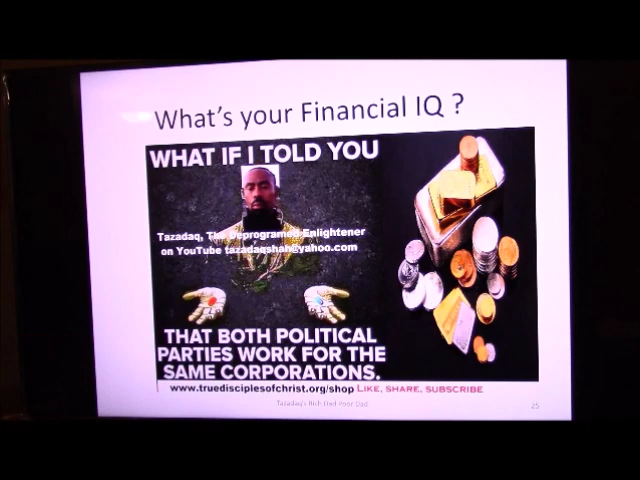 What's your Financial IQ ?
WHAT IF I TOLD YOU
Tazadaq, The Deprogramed Enlightener
on YouTube tazadaqshah@yahoo.com
THAT BOTH POLITICAL
PARTIES WORK FOR THE
SAME CORPORATIONS.
www.truedisciplesofchrist.org/shop LIKE, SHARE, SUBSCRIBE
Tazadaq's Rich Dad Poor Dad
25